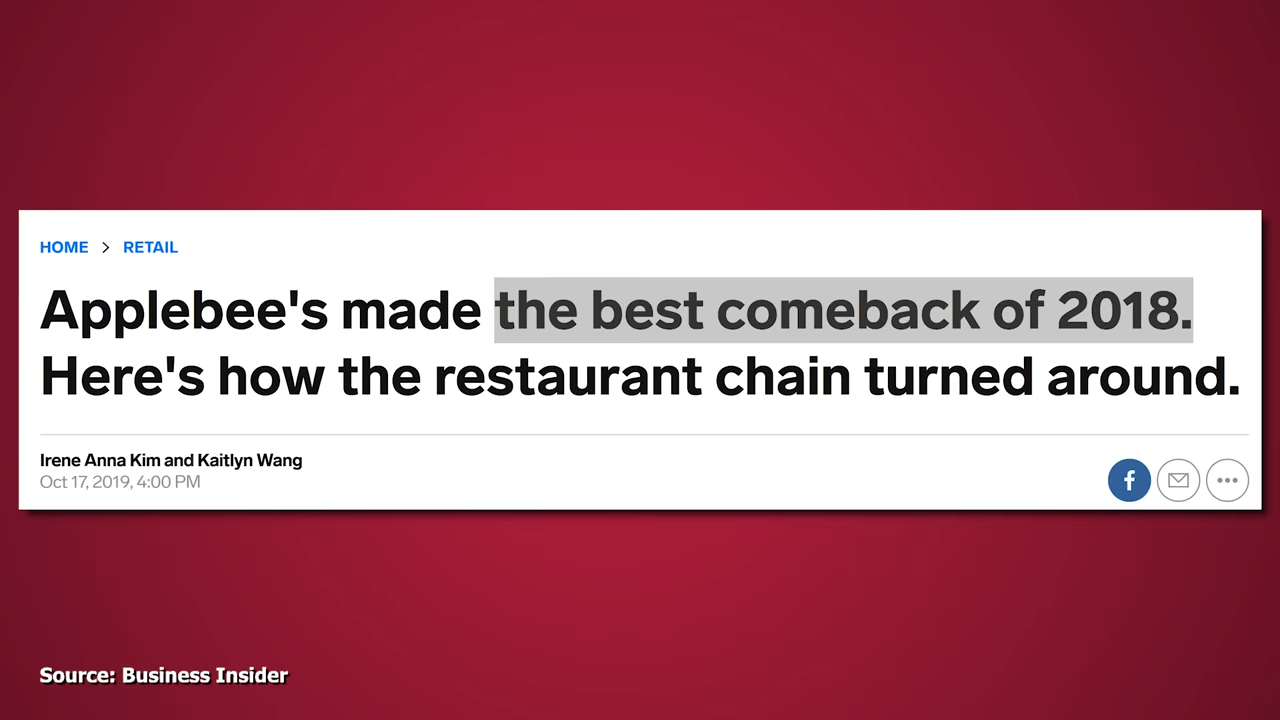 HOME > RETAIL
Applebee's made the best comeback of 2018.
Here's how the restaurant chain turned around.
Irene Anna Kim and Kaitlyn Wang
Oct 17, 2019, 4:00 PM
f
Source: Business Insider